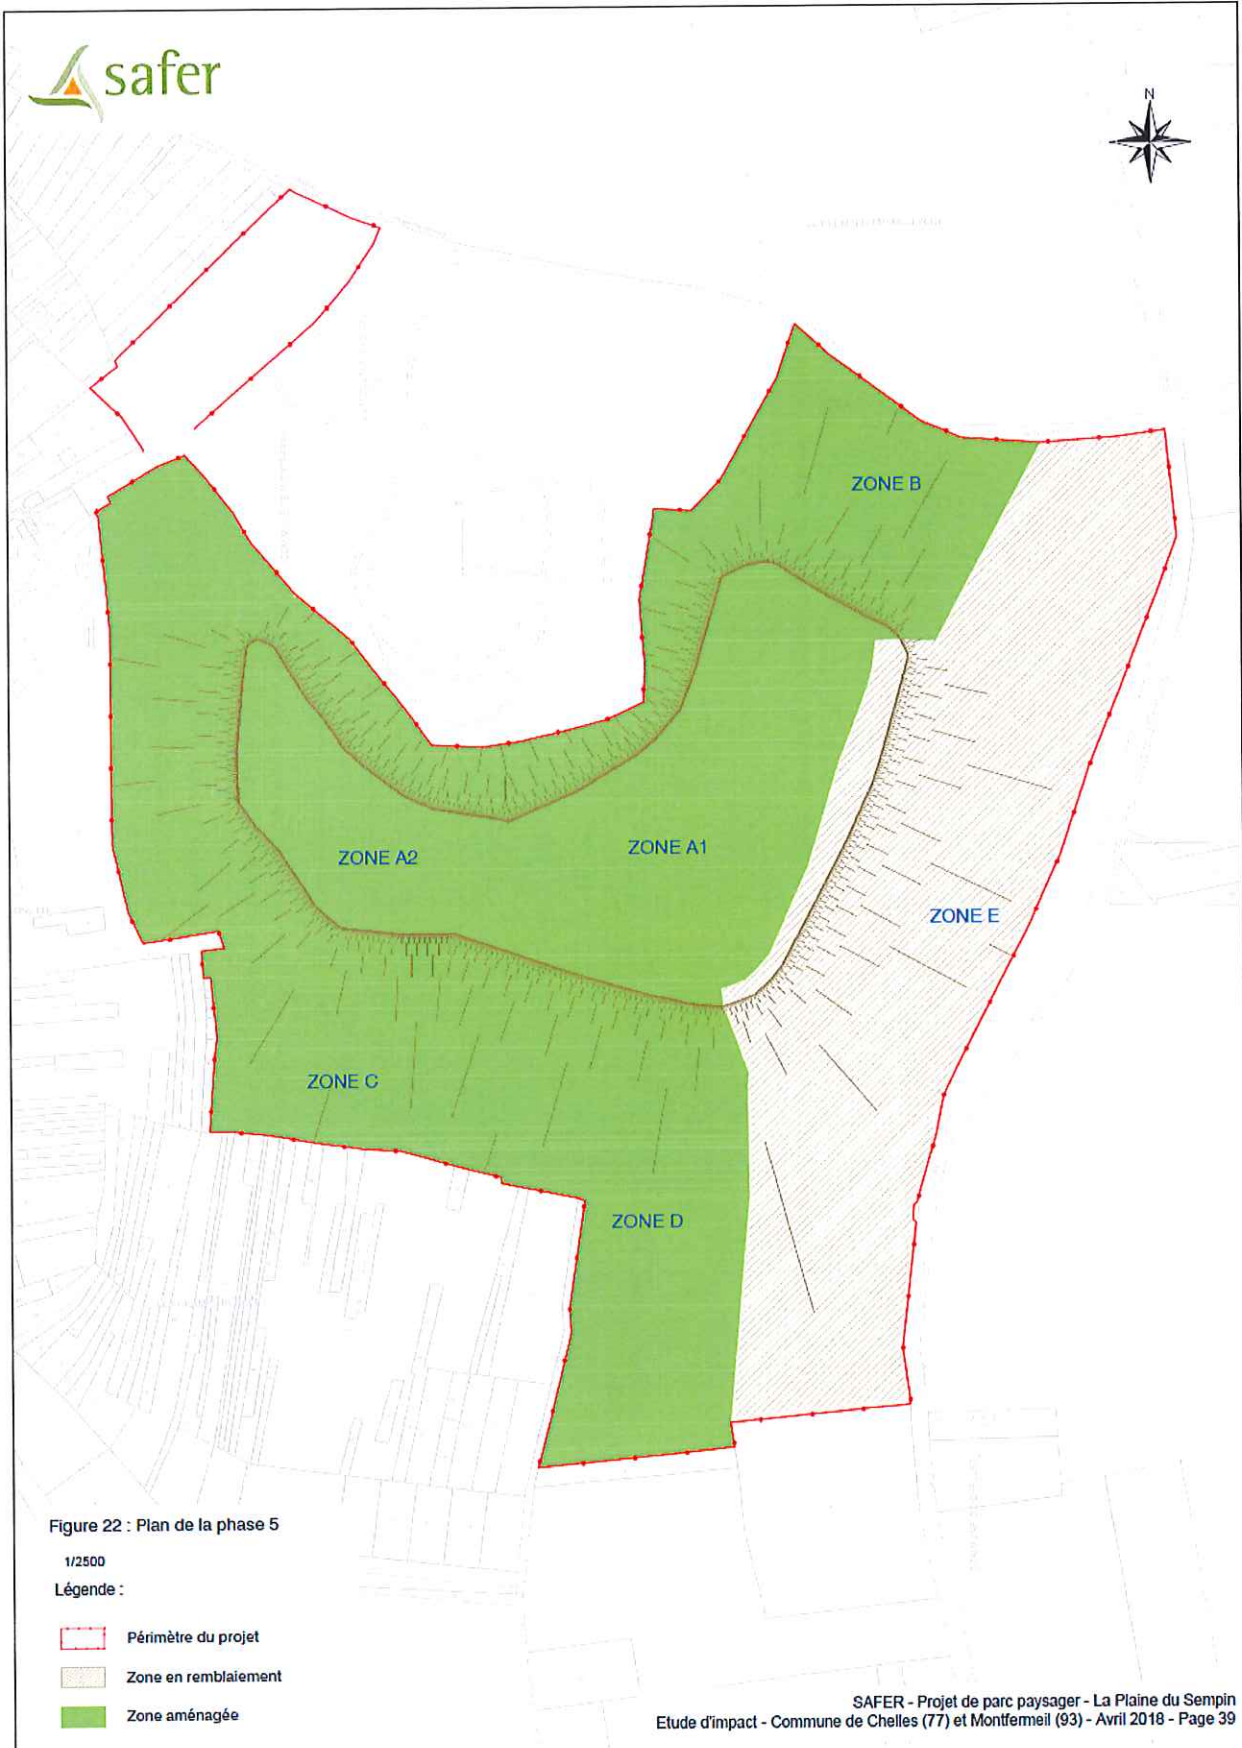 safer
N
ZONE B
ZONE A2
ZONE A1
ZONE E
ZONE C
ZONE D
Figure 22 : Plan de la phase 5
1/2500
Légende :
Périmètre du projet
Zone en remblaiement
Zone aménagée
SAFER - Projet de parc paysager - La Plaine du Sempin
Etude d'impact - Commune de Chelles (77) et Montfermeil (93) - Avril 2018 - Page 39